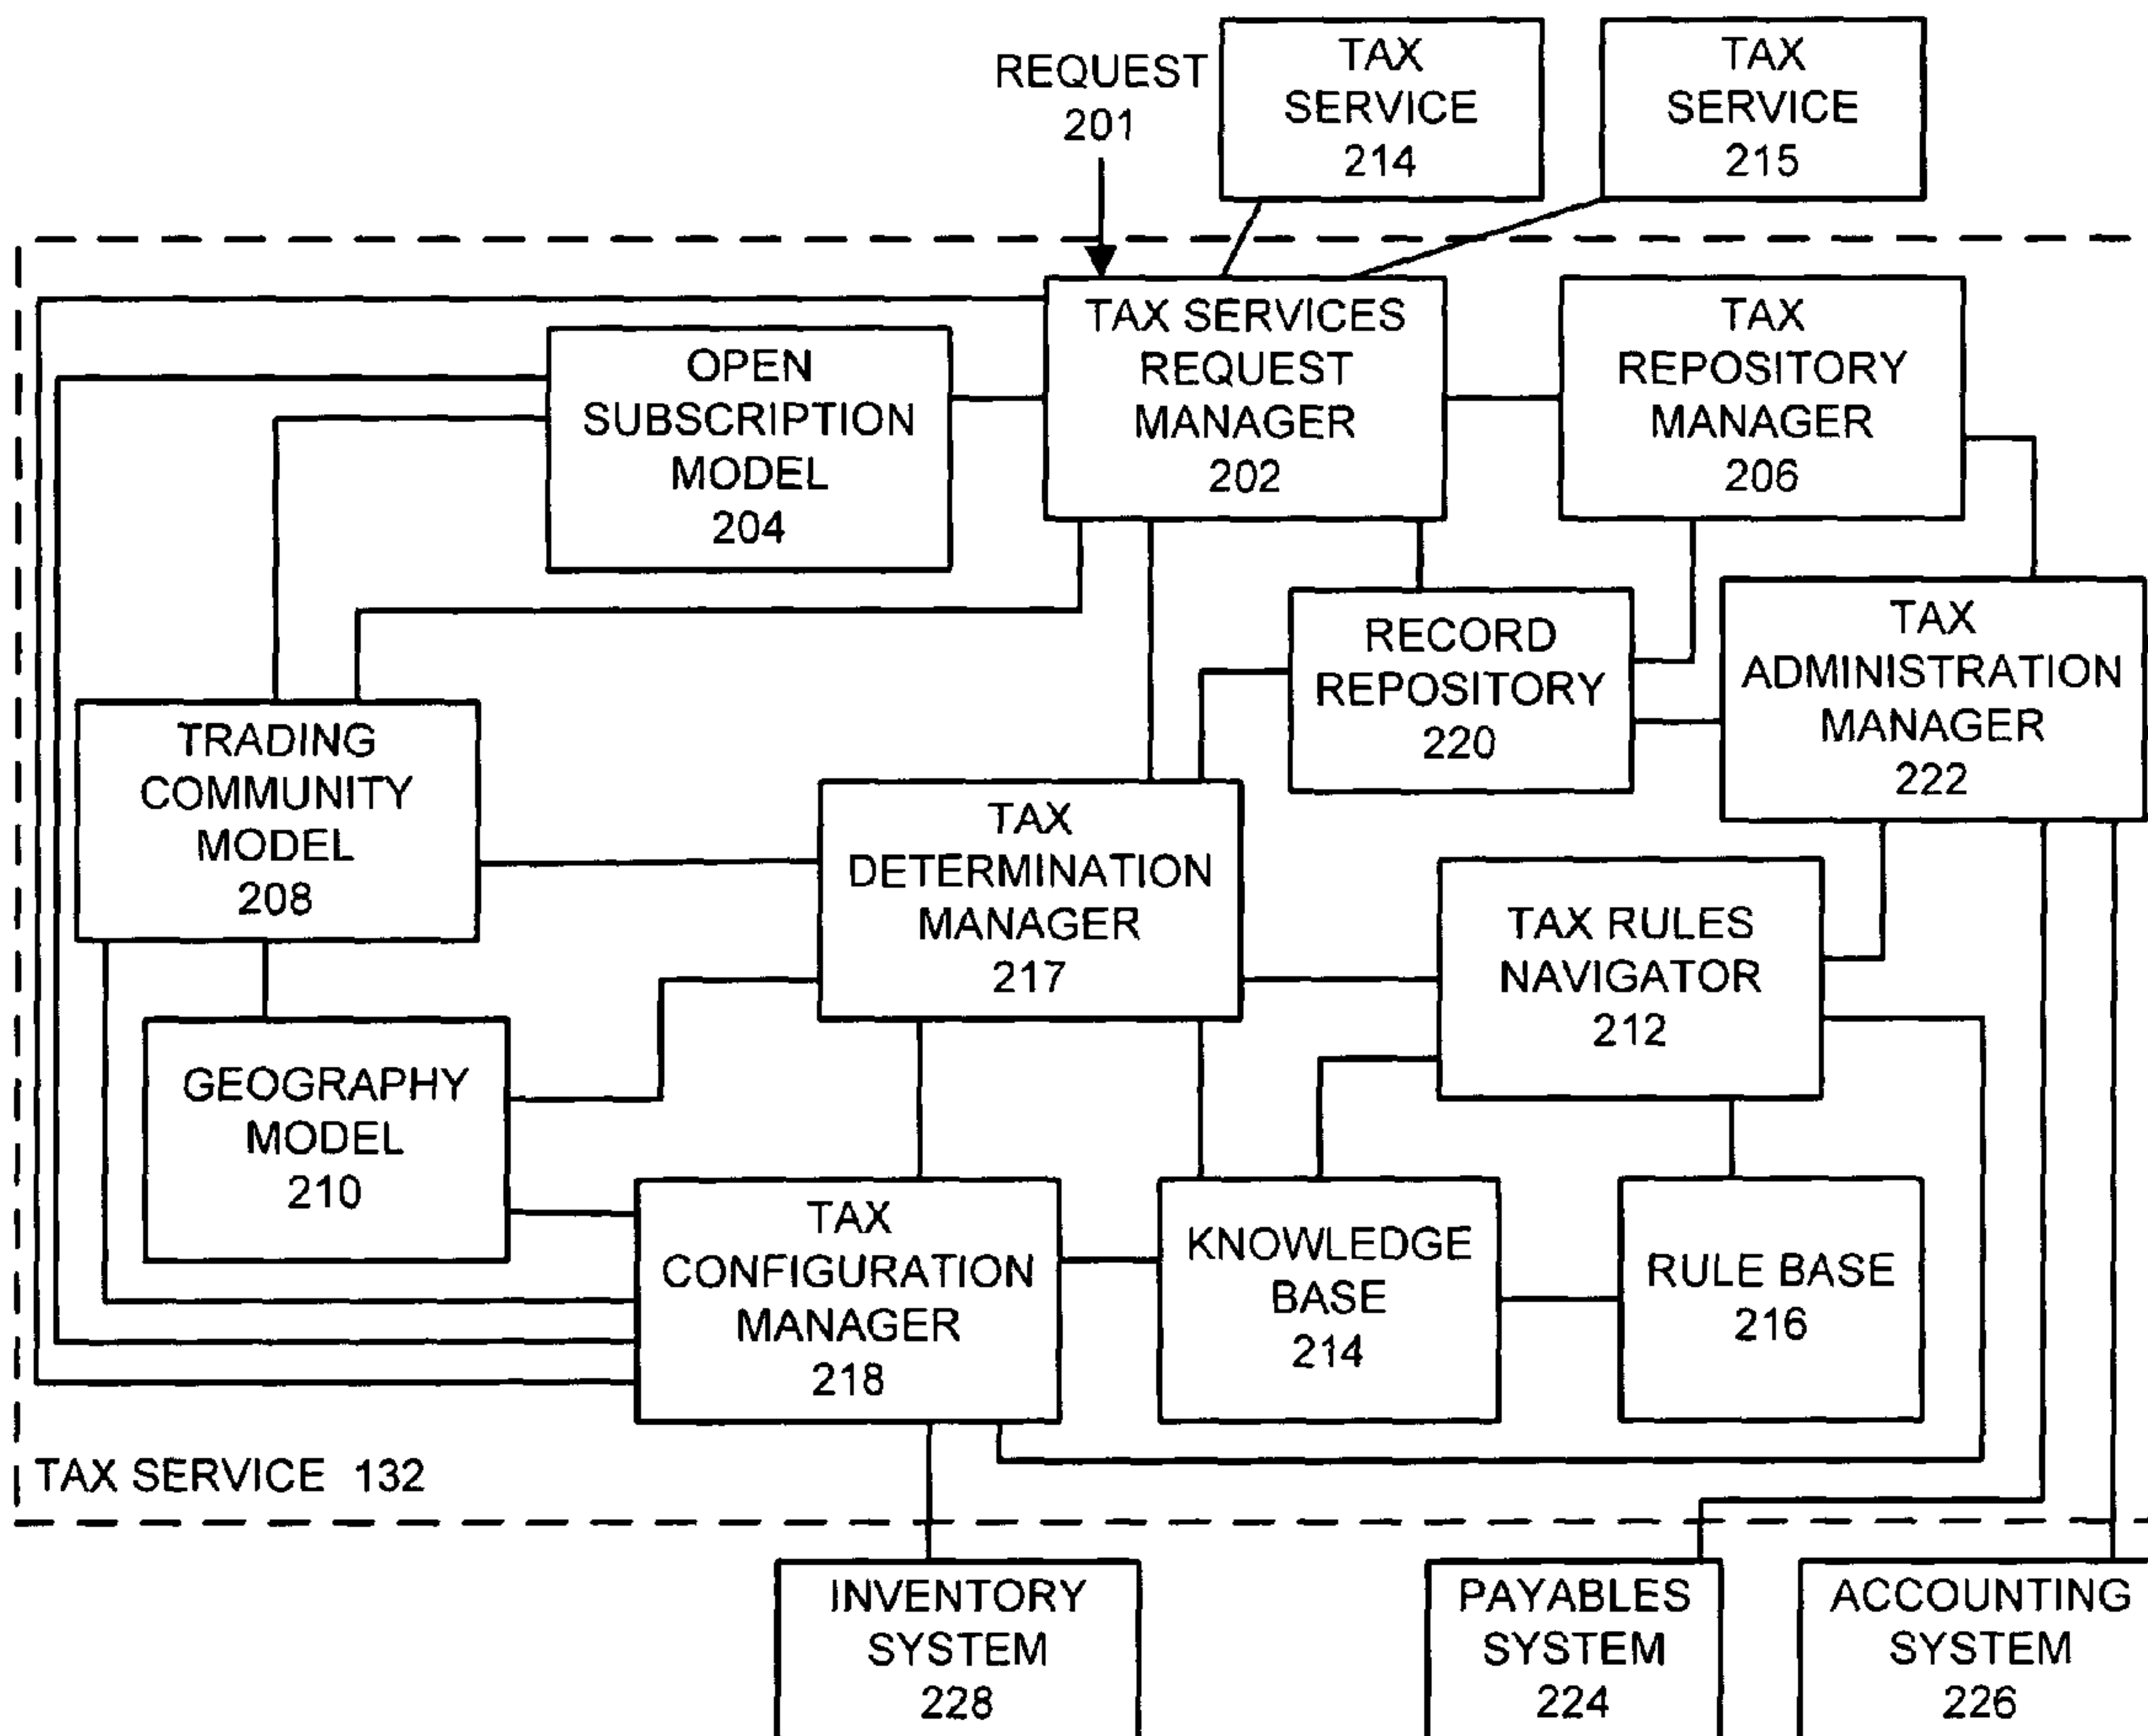 REQUEST
201
TAX
SERVICE
214
TAX
SERVICE
215
OPEN
SUBSCRIPTION
MODEL
204
TAX SERVICES
REQUEST
MANAGER
202
TAX
REPOSITORY
MANAGER
206
RECORD
REPOSITORY
220
TAX
ADMINISTRATION
MANAGER
222
TRADING
COMMUNITY
MODEL
208
TAX
DETERMINATION
MANAGER
217
TAX RULES
NAVIGATOR
212
GEOGRAPHY
MODEL
210
TAX
CONFIGURATION
MANAGER
218
KNOWLEDGE
BASE
214
RULE BASE
216
TAX SERVICE 132
INVENTORY
SYSTEM
228
PAYABLES
SYSTEM
224
ACCOUNTING
SYSTEM
226